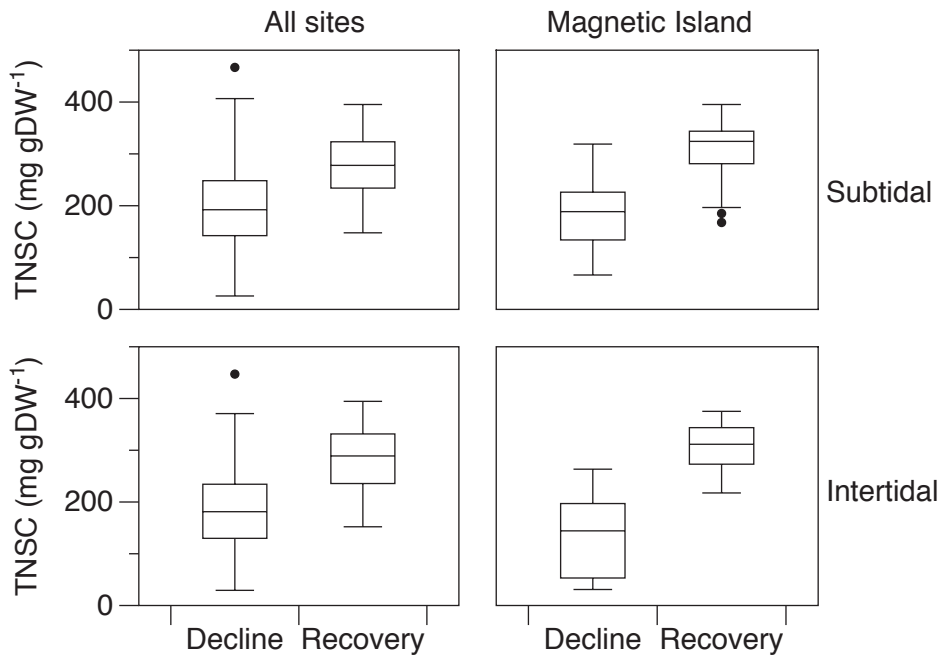 All sites
Magnetic Island
TNSC (mg gDW⁻¹)
400
200
0
Subtidal
TNSC (mg gDW⁻¹)
400
200
0
Intertidal
Decline Recovery
Decline Recovery